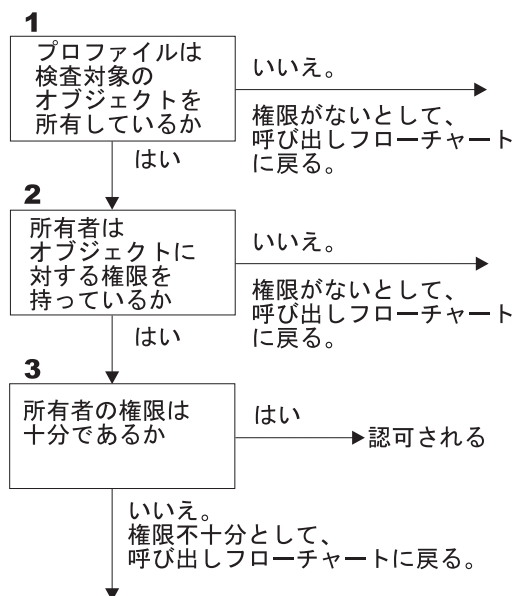 1
プロファイルは
検査対象の
オブジェクトを
所有しているか
いいえ。
権限がないとして、
呼び出しフローチャート
に戻る。
はい
2
所有者は
オブジェクトに
対する権限を
持っているか
いいえ。
権限がないとして、
呼び出しフローチャート
に戻る。
はい
3
所有者の権限は
十分であるか
はい
認可される
いいえ。
権限不十分として、
呼び出しフローチャートに戻る。